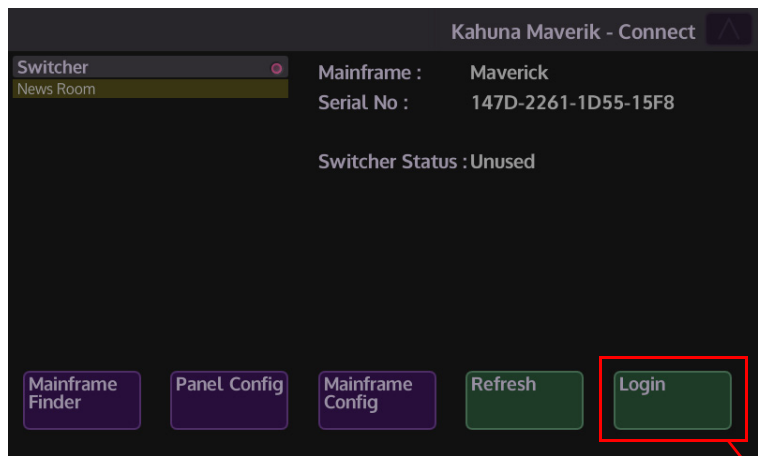 Kahuna Maverik - Connect
Switcher
News Room
Mainframe : Maverick
Serial No : 147D-2261-1D55-15F8
Switcher Status : Unused
Mainframe
Finder
Panel Config
Mainframe
Config
Refresh
Login